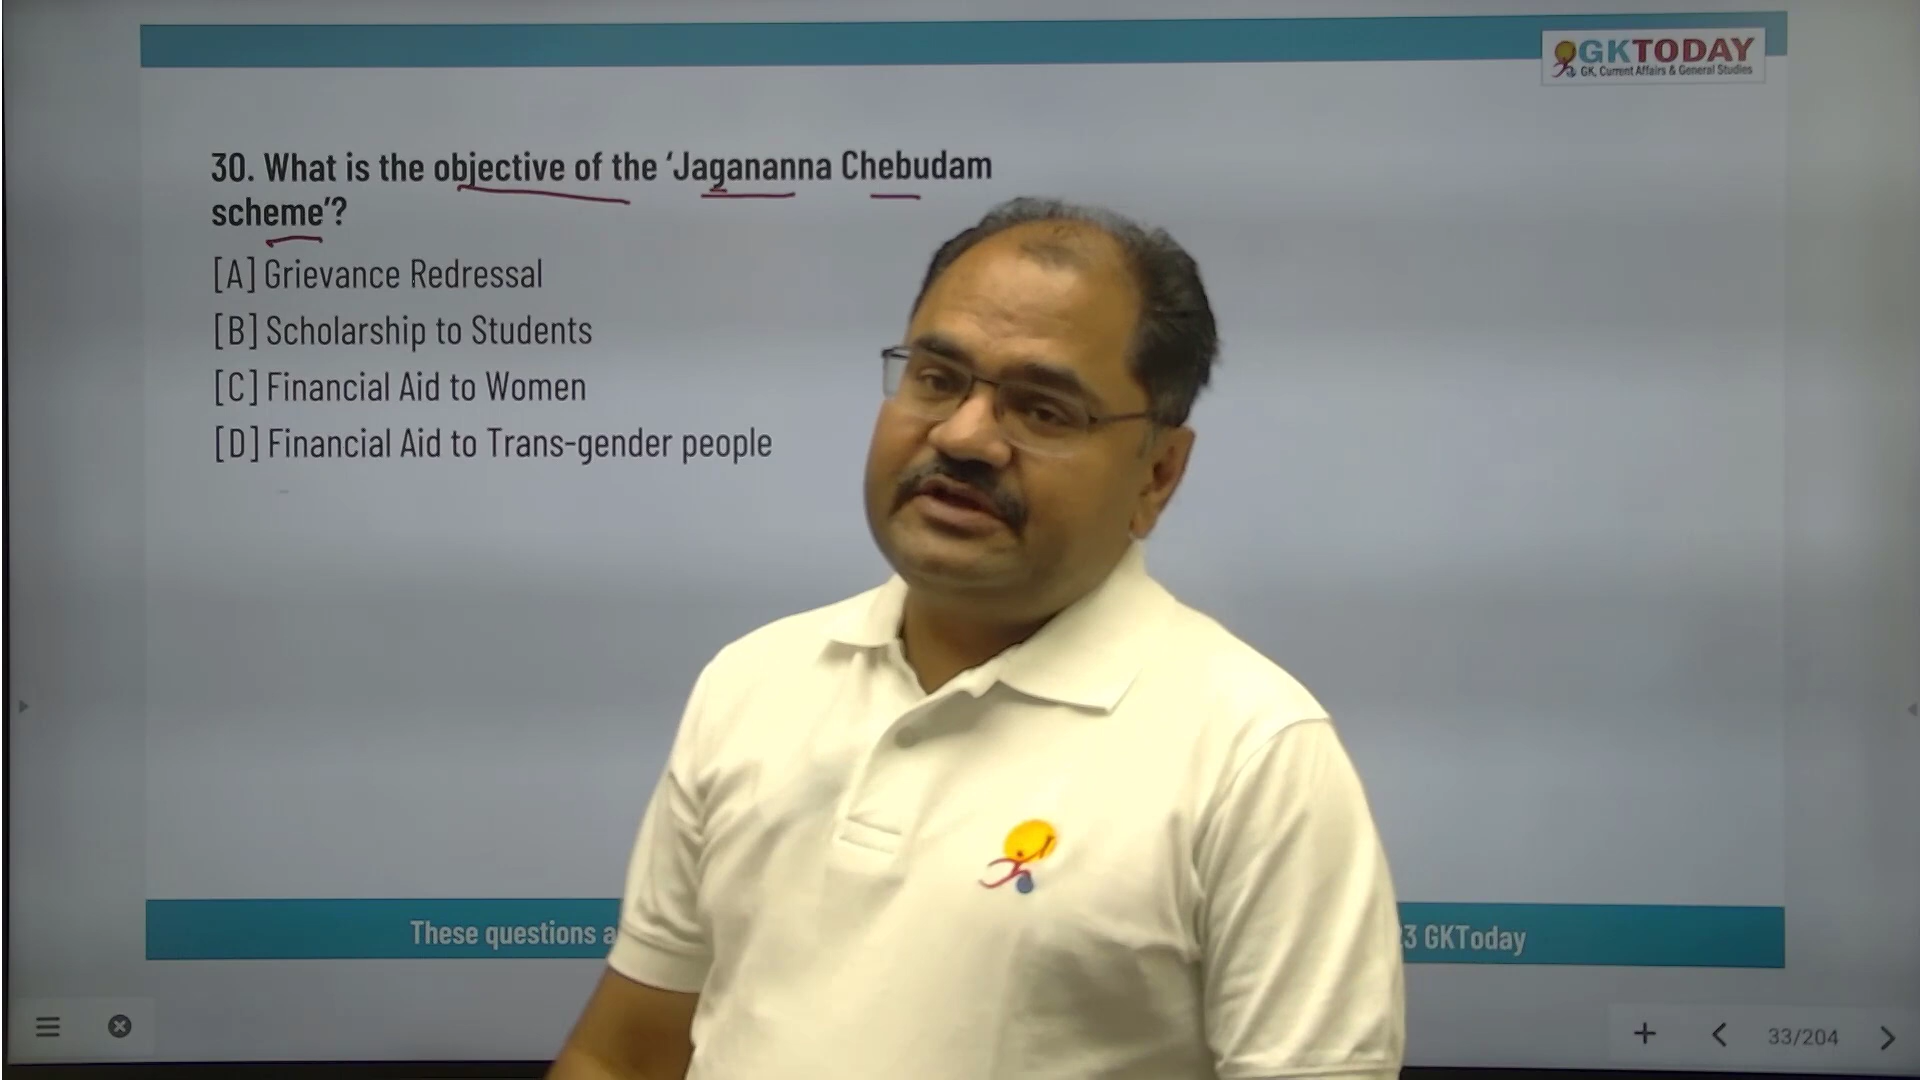 GKTODAY
GK, Current Affairs & General Studies
30. What is the objective of the ‘Jagananna Chebudam
scheme’?
[A] Grievance Redressal
[B] Scholarship to Students
[C] Financial Aid to Women
[D] Financial Aid to Trans-gender people
These questions a
3 GKToday
33/204